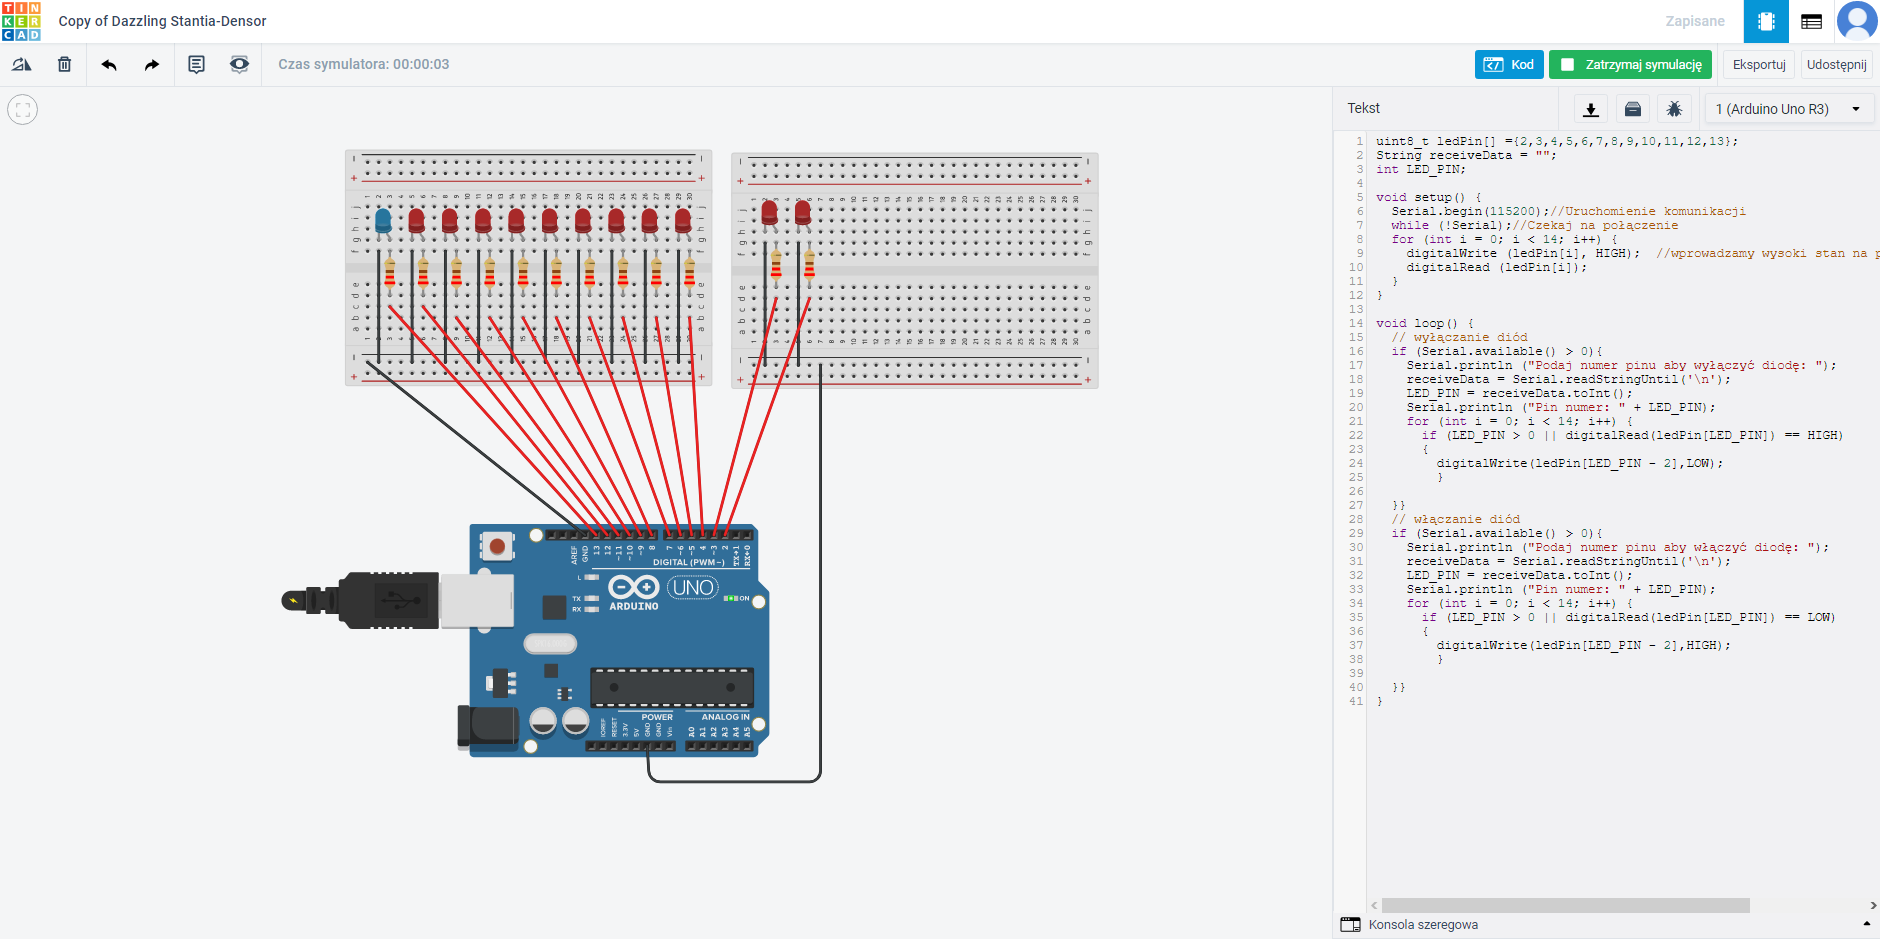 TIN
KER
CAD
Copy of Dazzling Stantia-Densor
Zapisane
Czas symulatora: 00:00:03
Kod
Zatrzymaj symulację
Eksportuj
Udostępnij
Tekst
1 (Arduino Uno R3)
1 uint8_t ledPin[] ={2,3,4,5,6,7,8,9,10,11,12,13};
2 String receiveData = "";
3 int LED_PIN;
4
5 void setup() {
6 Serial.begin(115200);//Uruchomienie komunikacji
7 while (!Serial);//Czekaj na połączenie
8 for (int i = 0; i < 14; i++) {
9 digitalWrite (ledPin[i], HIGH); //wprowadzamy wysoki stan na p
10 digitalRead (ledPin[i]);
11 }
12 }
13
14 void loop() {
15 // wyłączanie diód
16 if (Serial.available() > 0){
17 Serial.println ("Podaj numer pinu aby wyłączyć diodę: ");
18 receiveData = Serial.readStringUntil('\n');
19 LED_PIN = receiveData.toInt();
20 Serial.println ("Pin numer: " + LED_PIN);
21 for (int i = 0; i < 14; i++) {
22 if (LED_PIN > 0 || digitalRead(ledPin[LED_PIN]) == HIGH)
23 {
24 digitalWrite(ledPin[LED_PIN - 2],LOW);
25 }
26
27 }}
28 // włączanie diód
29 if (Serial.available() > 0){
30 Serial.println ("Podaj numer pinu aby włączyć diodę: ");
31 receiveData = Serial.readStringUntil('\n');
32 LED_PIN = receiveData.toInt();
33 Serial.println ("Pin numer: " + LED_PIN);
34 for (int i = 0; i < 14; i++) {
35 if (LED_PIN > 0 || digitalRead(ledPin[LED_PIN]) == LOW)
36 {
37 digitalWrite(ledPin[LED_PIN - 2],HIGH);
38 }
39
40 }}
41 }
Konsola szeregowa
AREF GND 13 12 ~11 ~10 ~9 8 7 ~6 ~5 4 ~3 2 TX→1 RX←0
DIGITAL (PWM~)
L
TX
RX
ARDUINO
UNO
ON
POWER
ANALOG IN
IOREF RESET 3.3V 5V GND GND Vin A0 A1 A2 A3 A4 A5